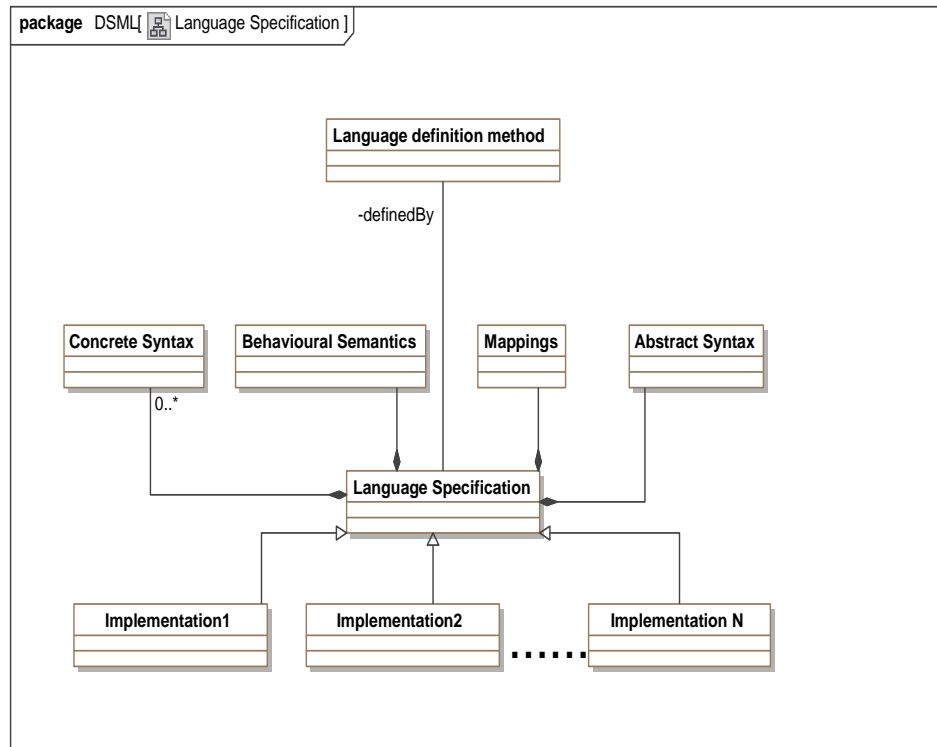 package DSML[ Language Specification ]
Language definition method
-definedBy
Concrete Syntax
Behavioural Semantics
Mappings
Abstract Syntax
0..*
Language Specification
Implementation1
Implementation2
Implementation N
......